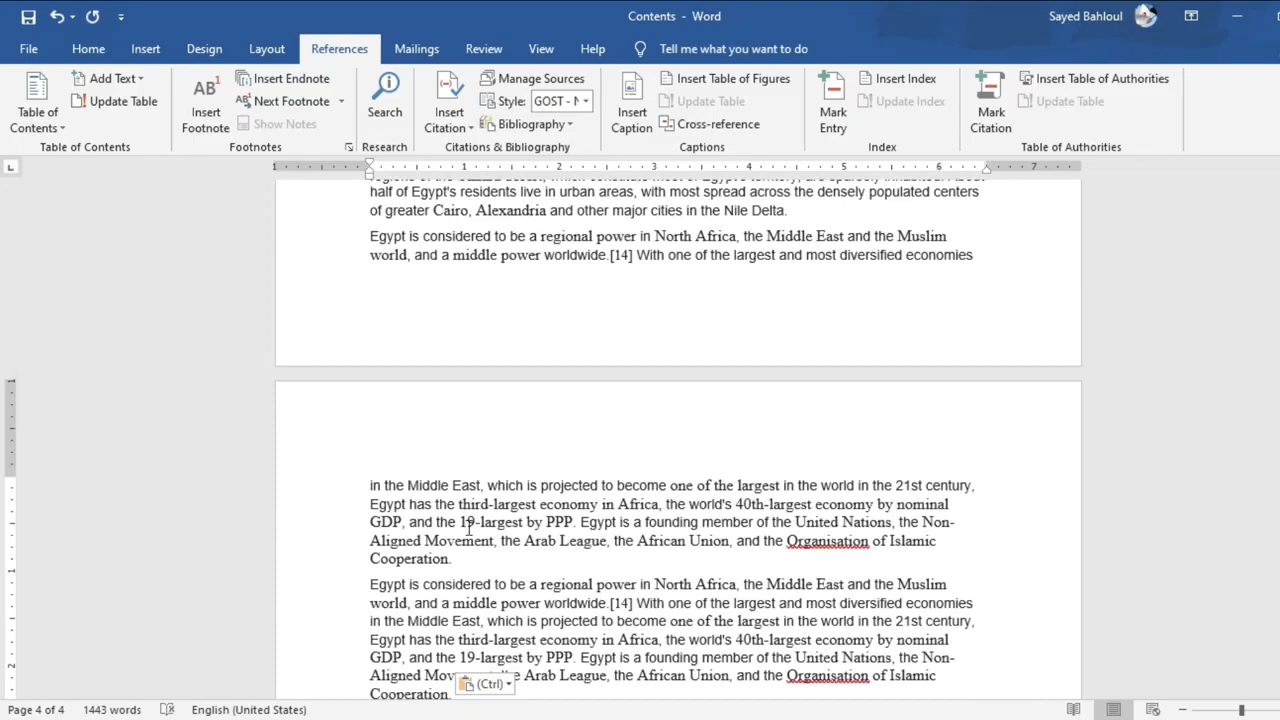 Contents - Word
Sayed Bahloul
File Home Insert Design Layout References Mailings Review View Help Tell me what you want to do
Table of Contents
Add Text
Update Table
Table of Contents
AB1
Insert Footnote
Insert Endnote
Next Footnote
Show Notes
Footnotes
Search
Research
Insert Citation
Manage Sources
Style: GOST - N
Bibliography
Citations & Bibliography
Insert Caption
Insert Table of Figures
Update Table
Cross-reference
Captions
Mark Entry
Insert Index
Update Index
Index
Mark Citation
Insert Table of Authorities
Update Table
Table of Authorities
1 1 2 3 4 5 6 7
half of Egypt's residents live in urban areas, with most spread across the densely populated centers
of greater Cairo, Alexandria and other major cities in the Nile Delta.
Egypt is considered to be a regional power in North Africa, the Middle East and the Muslim
world, and a middle power worldwide.[14] With one of the largest and most diversified economies
in the Middle East, which is projected to become one of the largest in the world in the 21st century,
Egypt has the third-largest economy in Africa, the world's 40th-largest economy by nominal
GDP, and the 19-largest by PPP. Egypt is a founding member of the United Nations, the Non-
Aligned Movement, the Arab League, the African Union, and the Organisation of Islamic
Cooperation.
Egypt is considered to be a regional power in North Africa, the Middle East and the Muslim
world, and a middle power worldwide.[14] With one of the largest and most diversified economies
in the Middle East, which is projected to become one of the largest in the world in the 21st century,
Egypt has the third-largest economy in Africa, the world's 40th-largest economy by nominal
GDP, and the 19-largest by PPP. Egypt is a founding member of the United Nations, the Non-
Aligned Arab League, the African Union, and the Organisation of Islamic
Cooperation.
(Ctrl)
Page 4 of 4 1443 words English (United States)